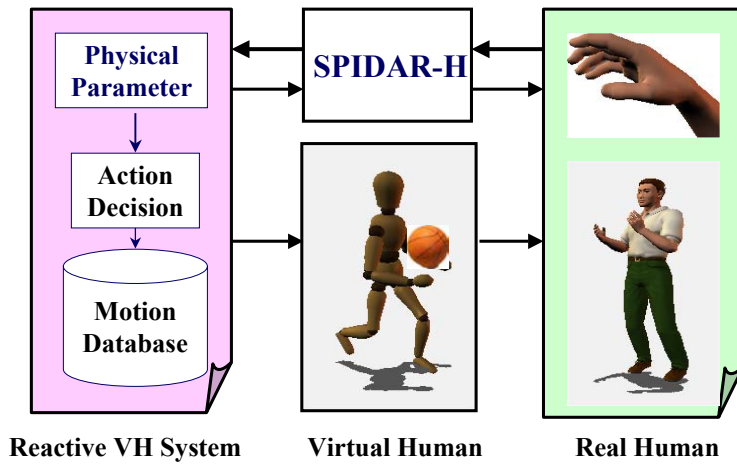 Physical
Parameter
Action
Decision
Motion
Database
SPIDAR-H
Reactive VH System
Virtual Human
Real Human